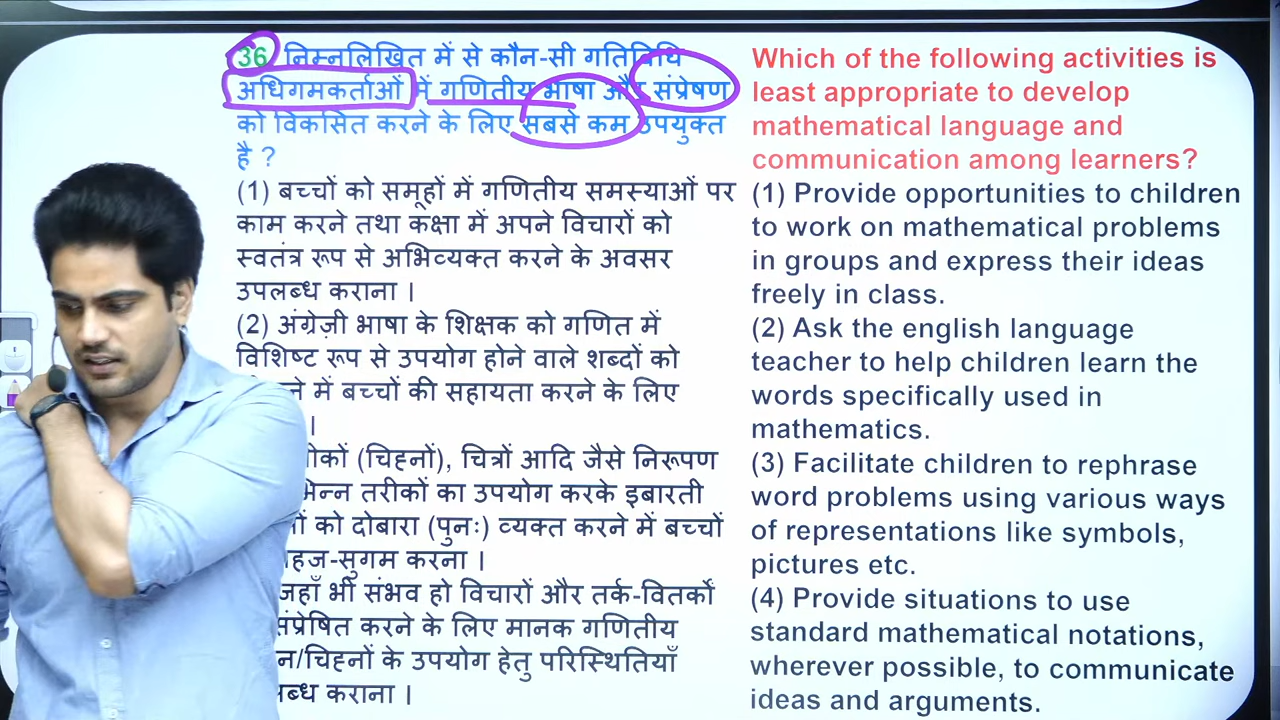 36 निम्नलिखित में से कौन-सी गतिविधि
अधिगमकर्ताओं में गणितीय भाषा और संप्रेषण
को विकसित करने के लिए सबसे कम उपयुक्त
है ?
(1) बच्चों को समूहों में गणितीय समस्याओं पर
काम करने तथा कक्षा में अपने विचारों को
स्वतंत्र रूप से अभिव्यक्त करने के अवसर
उपलब्ध कराना ।
(2) अंग्रेज़ी भाषा के शिक्षक को गणित में
विशिष्ट रूप से उपयोग होने वाले शब्दों को
ने में बच्चों की सहायता करने के लिए
।
(चिह्नों), चित्रों आदि जैसे निरूपण
तरीकों का उपयोग करके इबारती
को दोबारा (पुनः) व्यक्त करने में बच्चों
सुगम करना ।
जहाँ भी संभव हो विचारों और तर्क-वितर्कों
संप्रेषित करने के लिए मानक गणितीय
न/चिह्नों के उपयोग हेतु परिस्थितियाँ
कराना ।
Which of the following activities is
least appropriate to develop
mathematical language and
communication among learners?
(1) Provide opportunities to children
to work on mathematical problems
in groups and express their ideas
freely in class.
(2) Ask the english language
teacher to help children learn the
words specifically used in
mathematics.
(3) Facilitate children to rephrase
word problems using various ways
of representations like symbols,
pictures etc.
(4) Provide situations to use
standard mathematical notations,
wherever possible, to communicate
ideas and arguments.